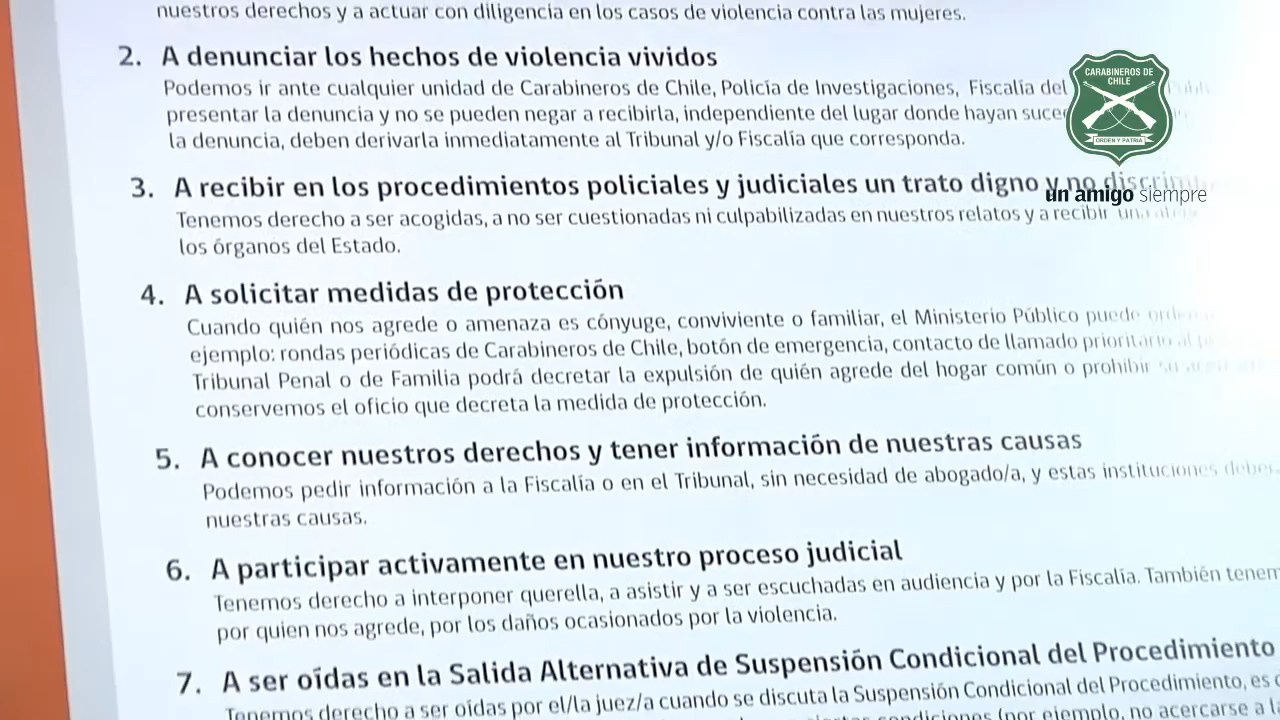 nuestros derechos y a actuar con diligencia en los casos de violencia contra las mujeres.
2. A denunciar los hechos de violencia vividos
Podemos ir ante cualquier unidad de Carabineros de Chile, Policía de Investigaciones, Fiscalía del
presentar la denuncia y no se pueden negar a recibirla, independiente del lugar donde hayan suce
la denuncia, deben derivarla inmediatamente al Tribunal y/o Fiscalía que corresponda.
CARABINEROS DE
CHILE
ORDEN Y PATRIA
un amigo siempre
3. A recibir en los procedimientos policiales y judiciales un trato digno y no discrim
Tenemos derecho a ser acogidas, a no ser cuestionadas ni culpabilizadas en nuestros relatos y a recibir una
los órganos del Estado.
4. A solicitar medidas de protección
Cuando quién nos agrede o amenaza es cónyuge, conviviente o familiar, el Ministerio Público puede
ejemplo: rondas periódicas de Carabineros de Chile, botón de emergencia, contacto de llamado prioritario al
Tribunal Penal o de Familia podrá decretar la expulsión de quién agrede del hogar común o prohibir
conservemos el oficio que decreta la medida de protección.
5. A conocer nuestros derechos y tener información de nuestras causas
Podemos pedir información a la Fiscalía o en el Tribunal, sin necesidad de abogado/a, y estas instituciones deber
nuestras causas.
6. A participar activamente en nuestro proceso judicial
Tenemos derecho a interponer querella, a asistir y a ser escuchadas en audiencia y por la Fiscalía. También tenem
por quien nos agrede, por los daños ocasionados por la violencia.
7. A ser oídas en la Salida Alternativa de Suspensión Condicional del Procedimiento
Tenemos derecho a ser oídas por el/la juez/a cuando se discuta la Suspensión Condicional del Procedimiento, es
condiciones (por ejemplo, no acercarse a la